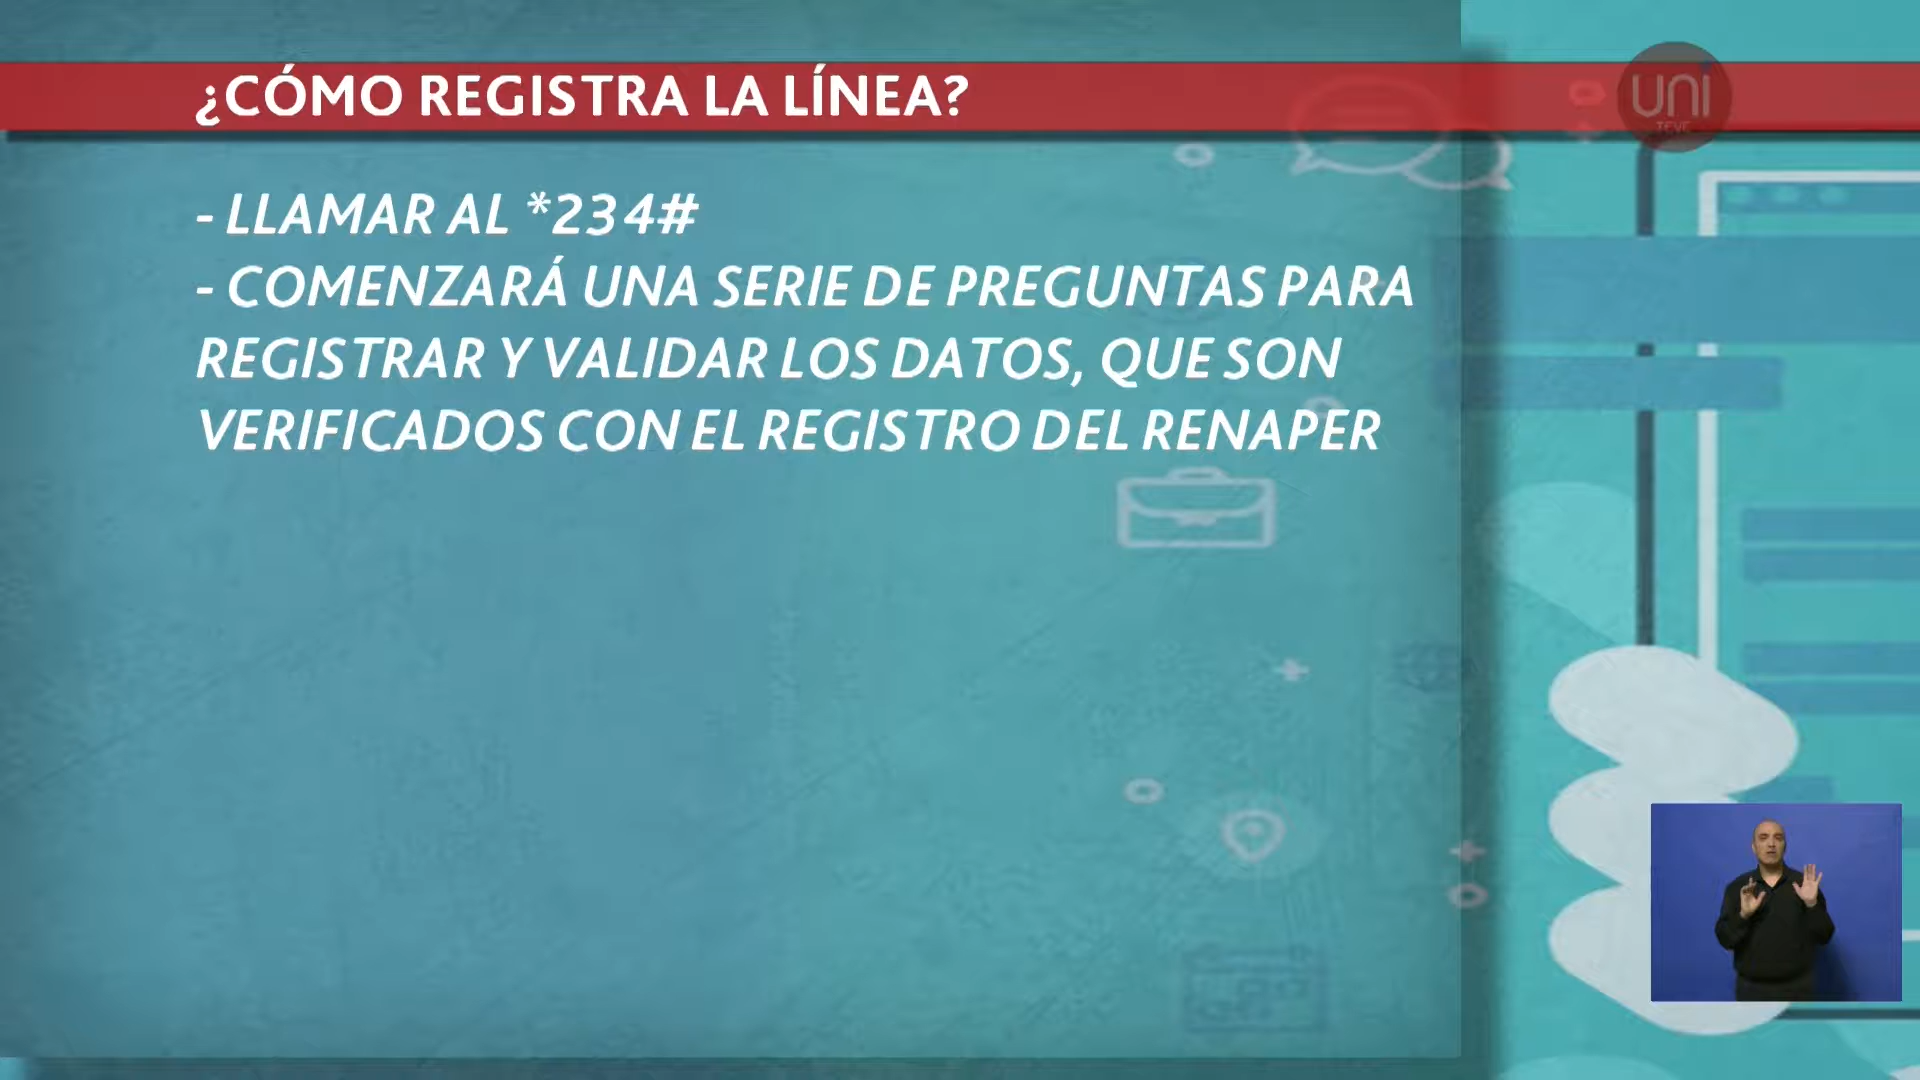 ¿CÓMO REGISTRA LA LÍNEA?
UNI
TEVE
- LLAMAR AL *234#
- COMENZARÁ UNA SERIE DE PREGUNTAS PARA
REGISTRAR Y VALIDAR LOS DATOS, QUE SON
VERIFICADOS CON EL REGISTRO DEL RENAPER